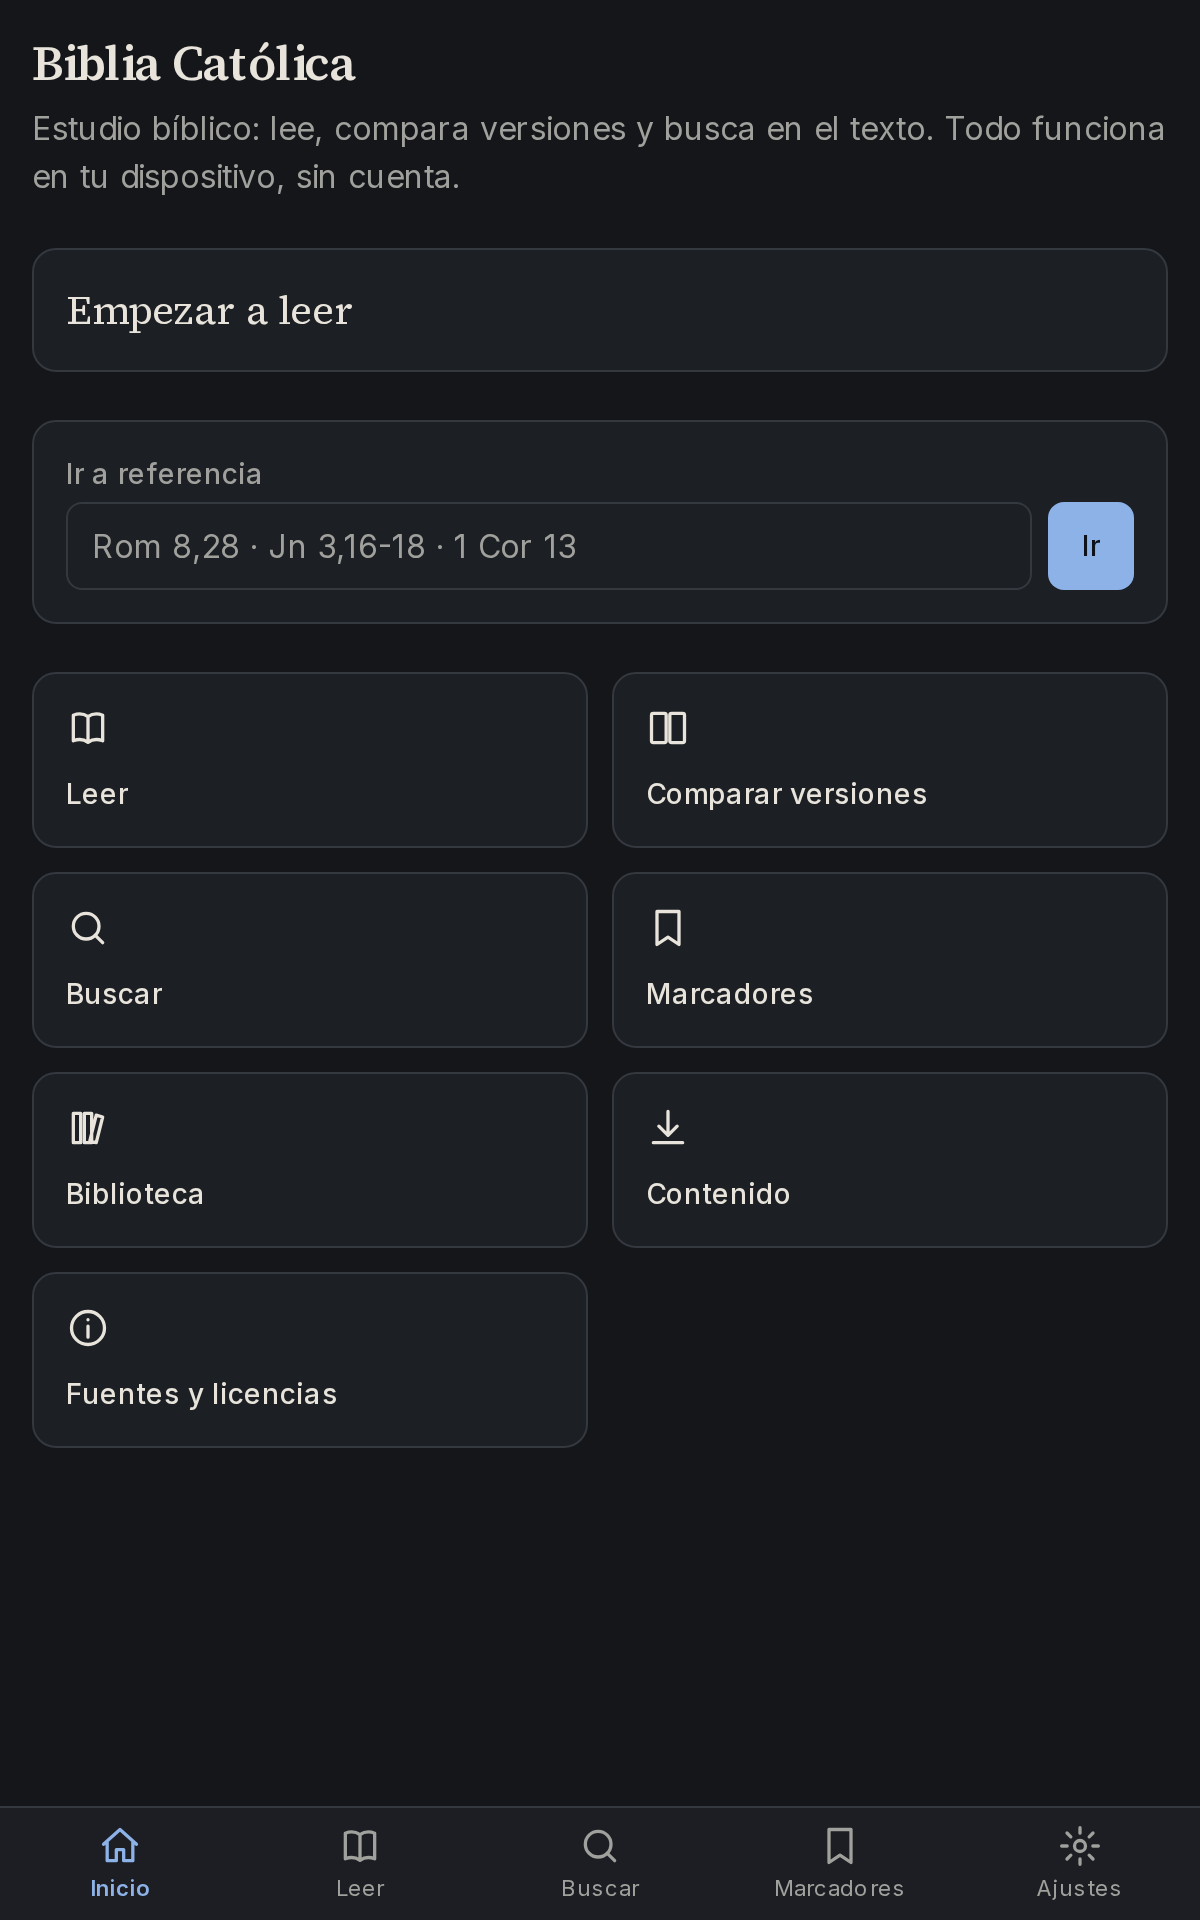 Biblia Católica
Estudio bíblico: lee, compara versiones y busca en el texto. Todo funciona
en tu dispositivo, sin cuenta.
Empezar a leer
Ir a referencia
Rom 8,28 · Jn 3,16-18 · 1 Cor 13
Ir
Leer
Comparar versiones
Buscar
Marcadores
Biblioteca
Contenido
Fuentes y licencias
Inicio
Leer
Buscar
Marcadores
Ajustes